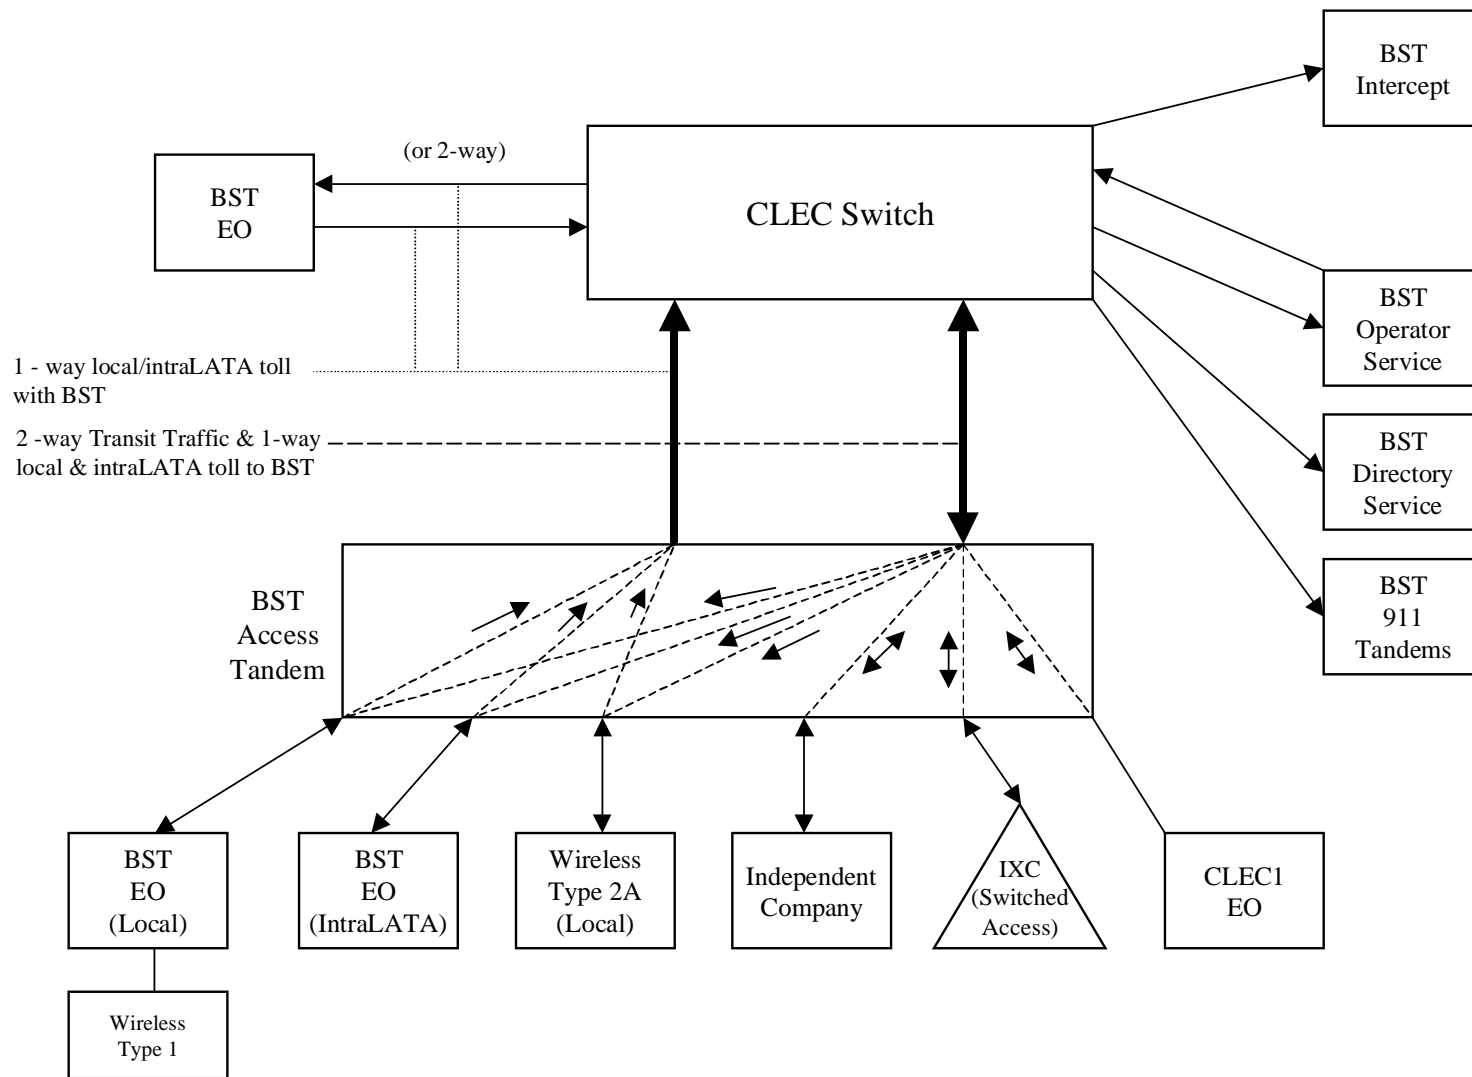 BST
Intercept
(or 2-way)
BST
EO
CLEC Switch
BST
Operator
Service
1 - way local/intraLATA toll
with BST
2 -way Transit Traffic & 1-way
local & intraLATA toll to BST
BST
Directory
Service
BST
Access
Tandem
BST
911
Tandems
BST
EO
(Local)
BST
EO
(IntraLATA)
Wireless
Type 2A
(Local)
Independent
Company
IXC
(Switched
Access)
CLEC1
EO
Wireless
Type 1